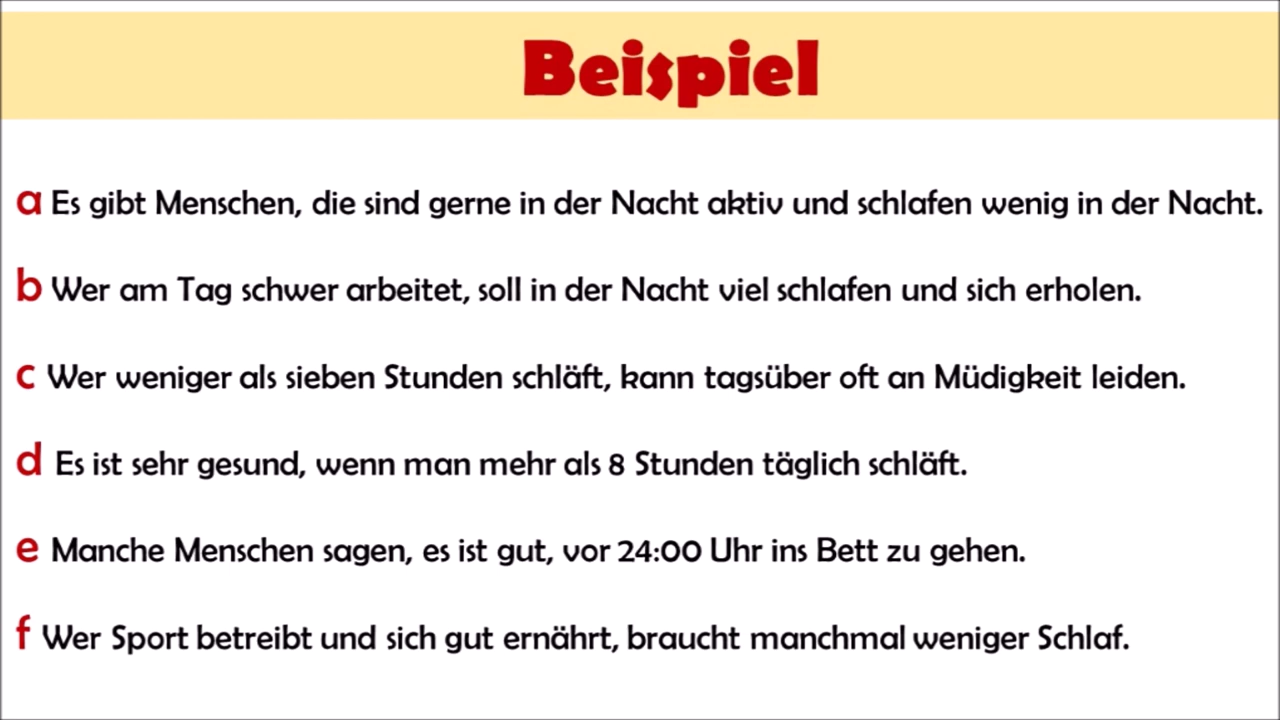 Beispiel
a Es gibt Menschen, die sind gerne in der Nacht aktiv und schlafen wenig in der Nacht.
b Wer am Tag schwer arbeitet, soll in der Nacht viel schlafen und sich erholen.
c Wer weniger als sieben Stunden schläft, kann tagsüber oft an Müdigkeit leiden.
d Es ist sehr gesund, wenn man mehr als 8 Stunden täglich schläft.
e Manche Menschen sagen, es ist gut, vor 24:00 Uhr ins Bett zu gehen.
f Wer Sport betreibt und sich gut ernährt, braucht manchmal weniger Schlaf.